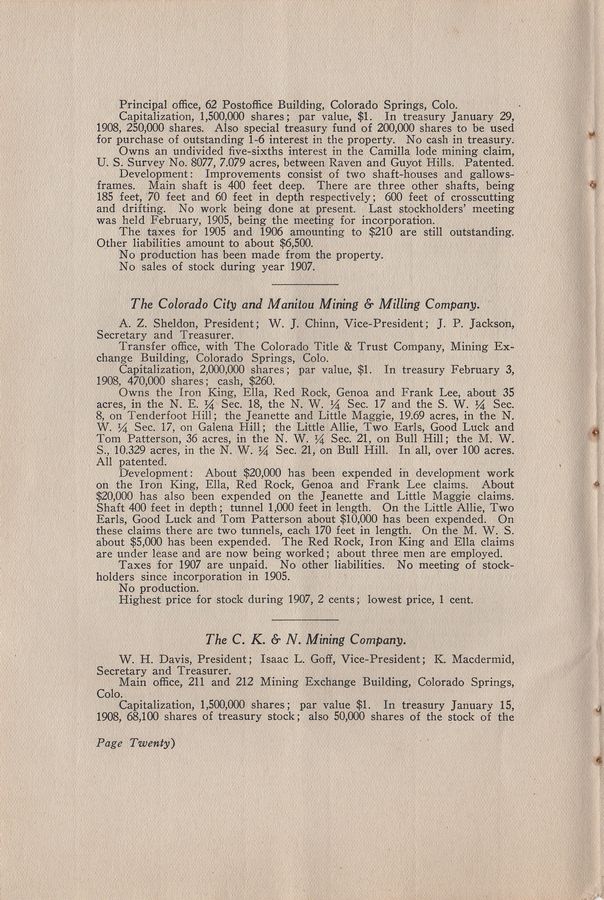 Principal office, 62 Postoffice Building, Colorado Springs, Colo.
Capitalization, 1,500,000 shares; par value, $1. In treasury January 29,
1908, 250,000 shares. Also special treasury fund of 200,000 shares to be used
for purchase of outstanding 1-6 interest in the property. No cash in treasury.
Owns an undivided five-sixths interest in the Camilla lode mining claim,
U. S. Survey No. 8077, 7.079 acres, between Raven and Guyot Hills. Patented.
Development: Improvements consist of two shaft-houses and gallows-
frames. Main shaft is 400 feet deep. There are three other shafts, being
185 feet, 70 feet and 60 feet in depth respectively; 600 feet of crosscutting
and drifting. No work being done at present. Last stockholders' meeting
was held February, 1905, being the meeting for incorporation.
The taxes for 1905 and 1906 amounting to $210 are still outstanding.
Other liabilities amount to about $6,500.
No production has been made from the property.
No sales of stock during year 1907.
The Colorado City and Manitou Mining & Milling Company.
A. Z. Sheldon, President; W. J. Chinn, Vice-President; J. P. Jackson,
Secretary and Treasurer.
Transfer office, with The Colorado Title & Trust Company, Mining Ex-
change Building, Colorado Springs, Colo.
Capitalization, 2,000,000 shares; par value, $1. In treasury February 3,
1908, 470,000 shares; cash, $260.
Owns the Iron King, Ella, Red Rock, Genoa and Frank Lee, about 35
acres, in the N. E. ¼ Sec. 18, the N. W. ¼ Sec. 17 and the S. W. ¼ Sec.
8, on Tenderfoot Hill; the Jeanette and Little Maggie, 19.69 acres, in the N.
W. ¼ Sec. 17, on Galena Hill; the Little Allie, Two Earls, Good Luck and
Tom Patterson, 36 acres, in the N. W. ¼ Sec. 21, on Bull Hill; the M. W.
S., 10.329 acres, in the N. W. ¼ Sec. 21, on Bull Hill. In all, over 100 acres.
All patented.
Development: About $20,000 has been expended in development work
on the Iron King, Ella, Red Rock, Genoa and Frank Lee claims. About
$20,000 has also been expended on the Jeanette and Little Maggie claims.
Shaft 400 feet in depth; tunnel 1,000 feet in length. On the Little Allie, Two
Earls, Good Luck and Tom Patterson about $10,000 has been expended. On
these claims there are two tunnels, each 170 feet in length. On the M. W. S.
about $5,000 has been expended. The Red Rock, Iron King and Ella claims
are under lease and are now being worked; about three men are employed.
Taxes for 1907 are unpaid. No other liabilities. No meeting of stock-
holders since incorporation in 1905.
No production.
Highest price for stock during 1907, 2 cents; lowest price, 1 cent.
The C. K. & N. Mining Company.
W. H. Davis, President; Isaac L. Goff, Vice-President; K. Macdermid,
Secretary and Treasurer.
Main office, 211 and 212 Mining Exchange Building, Colorado Springs,
Colo.
Capitalization, 1,500,000 shares; par value $1. In treasury January 15,
1908, 68,100 shares of treasury stock; also 50,000 shares of the stock of the
Page Twenty)